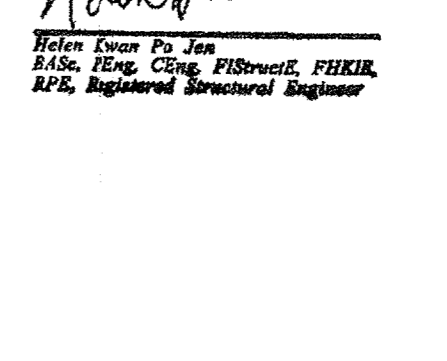 Helen Kwan Po Jen
BASc, PEng, CEng, FIStructE, FHKIE,
RPE, Registered Structural Engineer